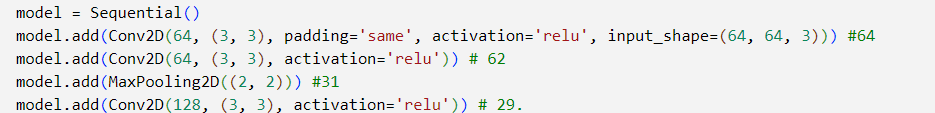 model = Sequential()
model.add(Conv2D(64, (3, 3), padding='same', activation='relu', input_shape=(64, 64, 3))) #64
model.add(Conv2D(64, (3, 3), activation='relu')) # 62
model.add(MaxPooling2D((2, 2))) #31
model.add(Conv2D(128, (3, 3), activation='relu')) # 29.